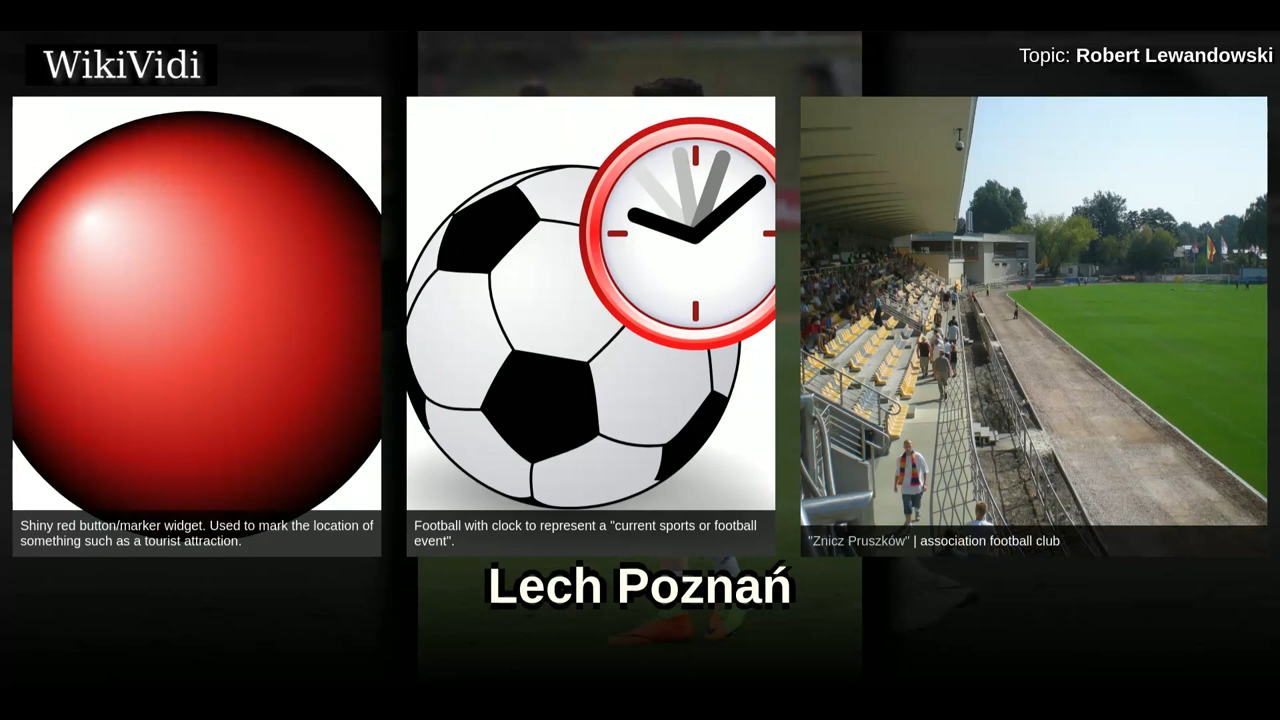 WikiVidi
Topic: Robert Lewandowski
Shiny red button/marker widget. Used to mark the location of
something such as a tourist attraction.
Football with clock to represent a "current sports or football
event".
"Znicz Pruszków" | association football club
Lech Poznań